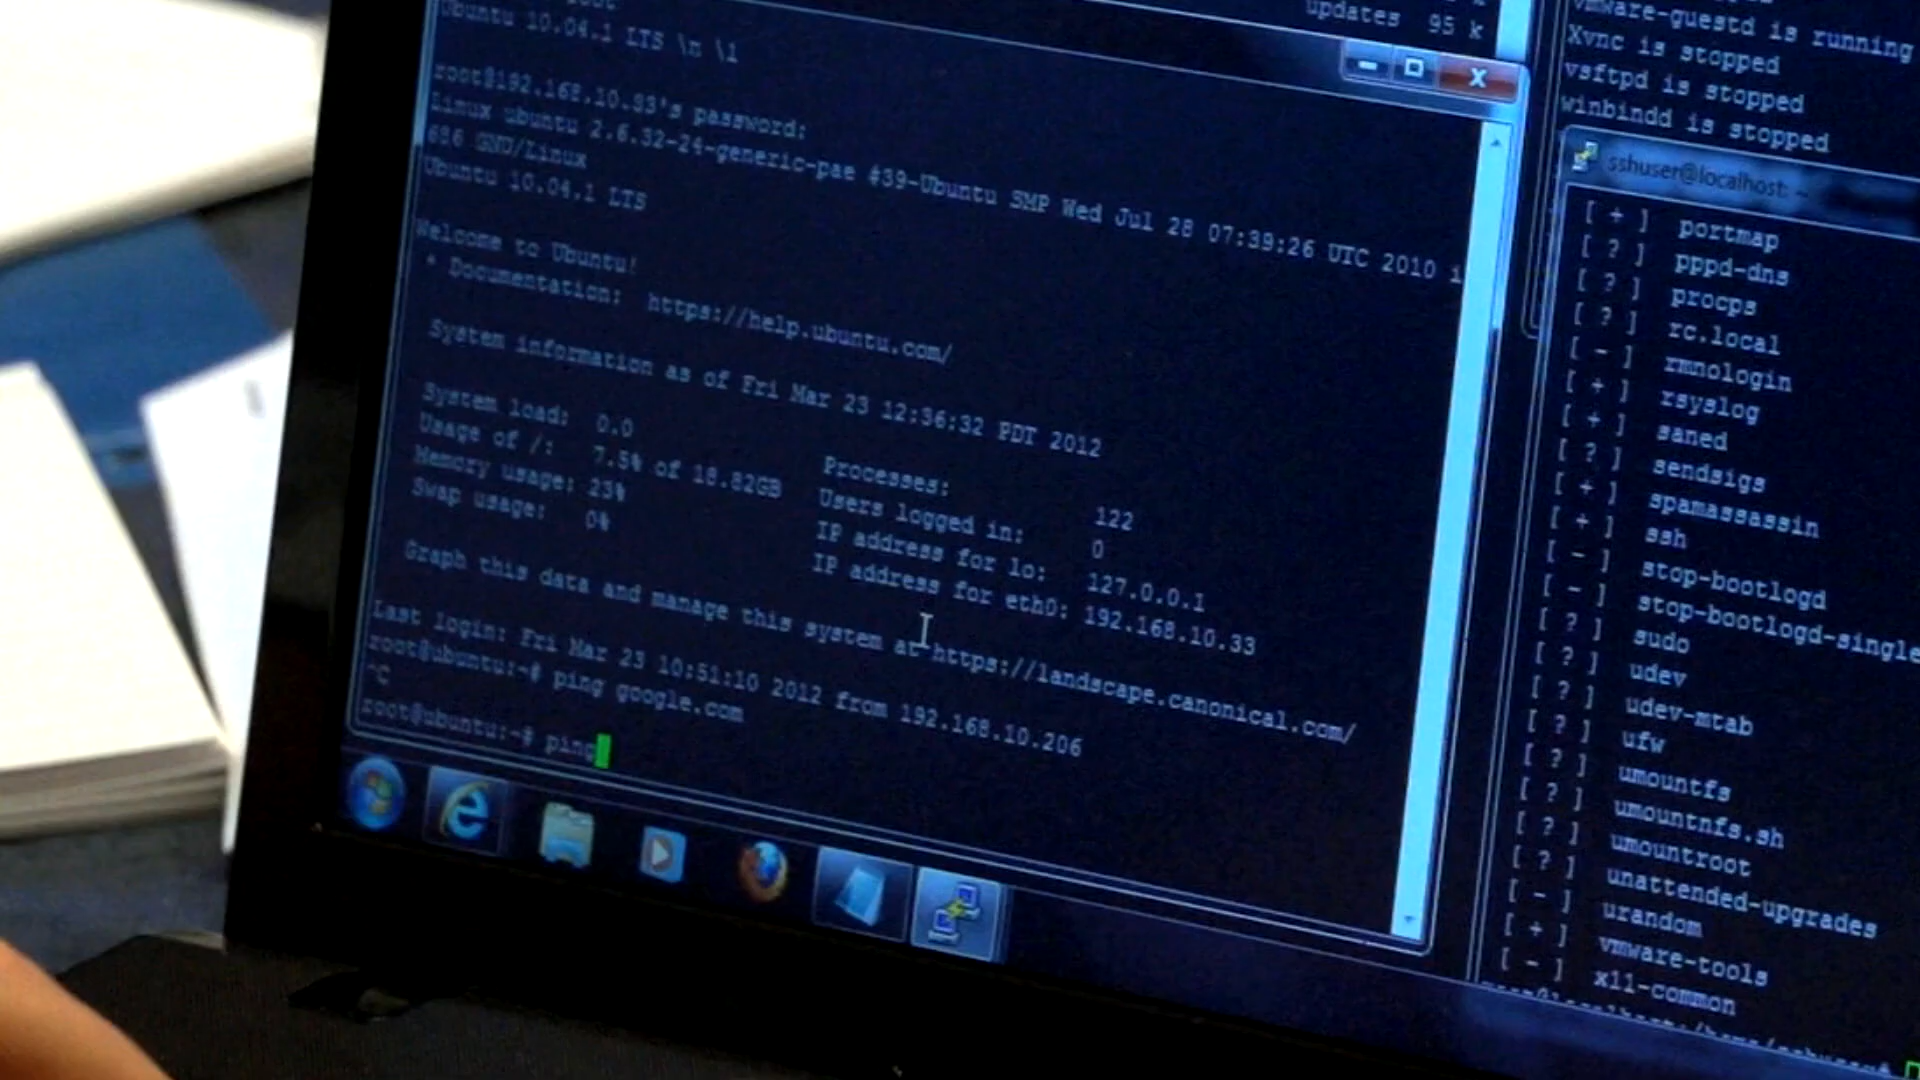 Ubuntu 10.04.1 LTS \n \l
root@192.168.10.33's password:
Linux ubuntu 2.6.32-24-generic-pae #39-Ubuntu SMP Wed Jul 28 07:39:26 UTC 2010 i
686 GNU/Linux
Ubuntu 10.04.1 LTS
Welcome to Ubuntu!
* Documentation: https://help.ubuntu.com/
System information as of Fri Mar 23 12:36:32 PDT 2012
System load: 0.0
Usage of /: 7.5% of 18.82GB
Memory usage: 23%
Swap usage: 0%
Processes: 122
Users logged in: 0
IP address for lo: 127.0.0.1
IP address for eth0: 192.168.10.33
Graph this data and manage this system at https://landscape.canonical.com/
Last login: Fri Mar 23 10:51:10 2012 from 192.168.10.206
root@ubuntu:~# ping google.com
^C
root@ubuntu:~# ping
updates 95 k
vmware-guestd is running
Xvnc is stopped
vsftpd is stopped
winbindd is stopped
sshuser@localhost: ~
[ + ] portmap
[ ? ] pppd-dns
[ ? ] procps
[ ? ] rc.local
[ - ] rmnologin
[ + ] rsyslog
[ + ] saned
[ ? ] sendsigs
[ + ] spamassassin
[ + ] ssh
[ - ] stop-bootlogd
[ - ] stop-bootlogd-single
[ ? ] sudo
[ ? ] udev
[ ? ] udev-mtab
[ ? ] ufw
[ ? ] umountfs
[ ? ] umountnfs.sh
[ ? ] umountroot
[ ? ] unattended-upgrades
[ - ] urandom
[ + ] vmware-tools
[ - ] x11-common